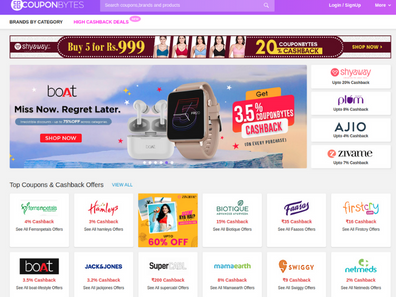 COUPONBYTES
Search coupons,brands and products
Login / SignUp
More
BRANDS BY CATEGORY
HIGH CASHBACK DEALS
shyaway
Buy 5 for Rs.999
20% COUPONBYTES CASHBACK
SHOP NOW
boAt
Miss Now. Regret Later.
SHOP NOW
Get
3.5% COUPONBYTES
CASHBACK
ON EVERY PURCHASE!
shyaway
Upto 20% Cashback
plum
Upto 8% Cashback
AJIO
Upto 4% Cashback
ZIVAME
Upto 7% Cashback
Top Coupons & Cashback Offers
VIEW ALL
fernsnpetals
4% Cashback
See All Fernsnpetals Offers
Hamleys
3% Cashback
See All hamleys Offers
UPTO
60% OFF
BIOTIQUE
15% Cashback
See All Biotique Offers
Faasos
₹35 Cashback
See All Faasos Offers
firstcry
₹16 Cashback
See All Firstcry Offers
boAt
3.5% Cashback
See All boat lifestyle Offers
JACK&JONES
3.2% Cashback
See All jackjones Offers
SuperCAIL
₹200 Cashback
See All supercail Offers
mamaearth
8% Cashback
See All Mamaearth Offers
SWIGGY
₹9 Cashback
See All Swiggy Offers
netmeds
2% Cashback
See All Netmeds Offers